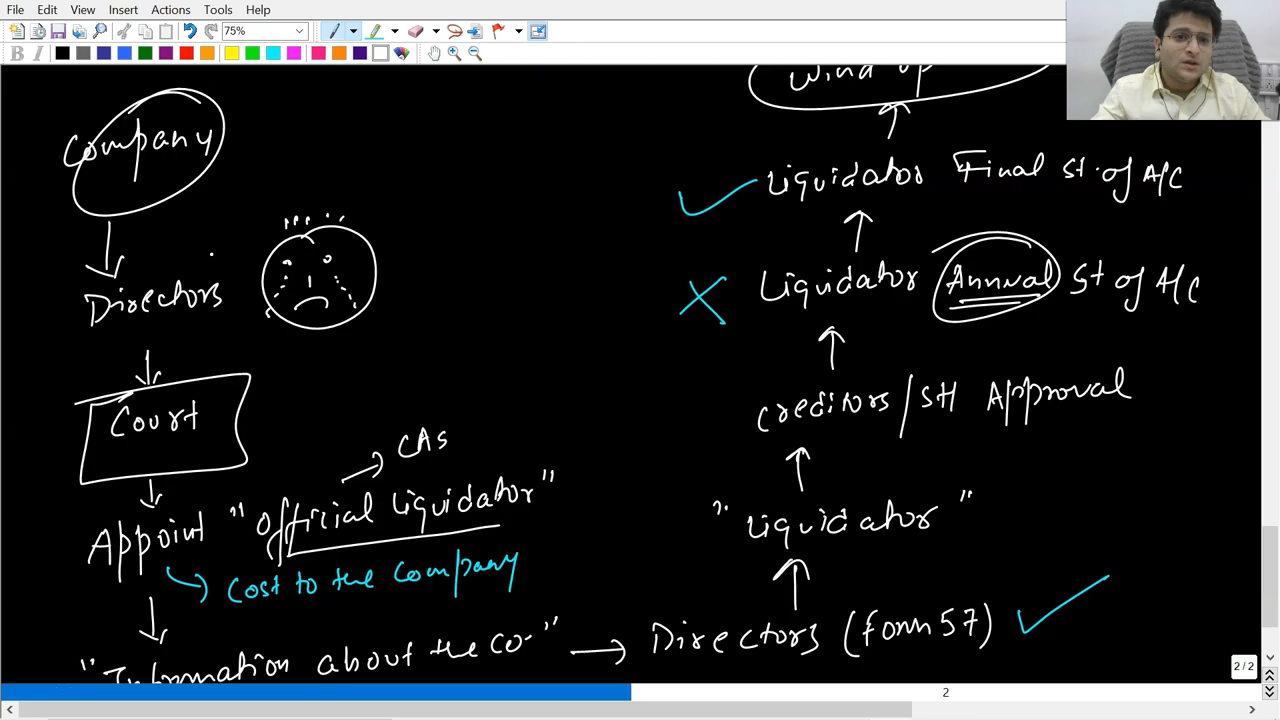 File Edit View Insert Actions Tools Help
75%
B I
Company
Directors
Court
CAs
Appoint "Official Liquidator"
Cost to the Company
"Information about the co-" → Directors (Form 57)
"Liquidator"
Creditors/SH Approval
Liquidator Annual St of A/C
Liquidator Final St. of A/C
Wind up
2/2
2